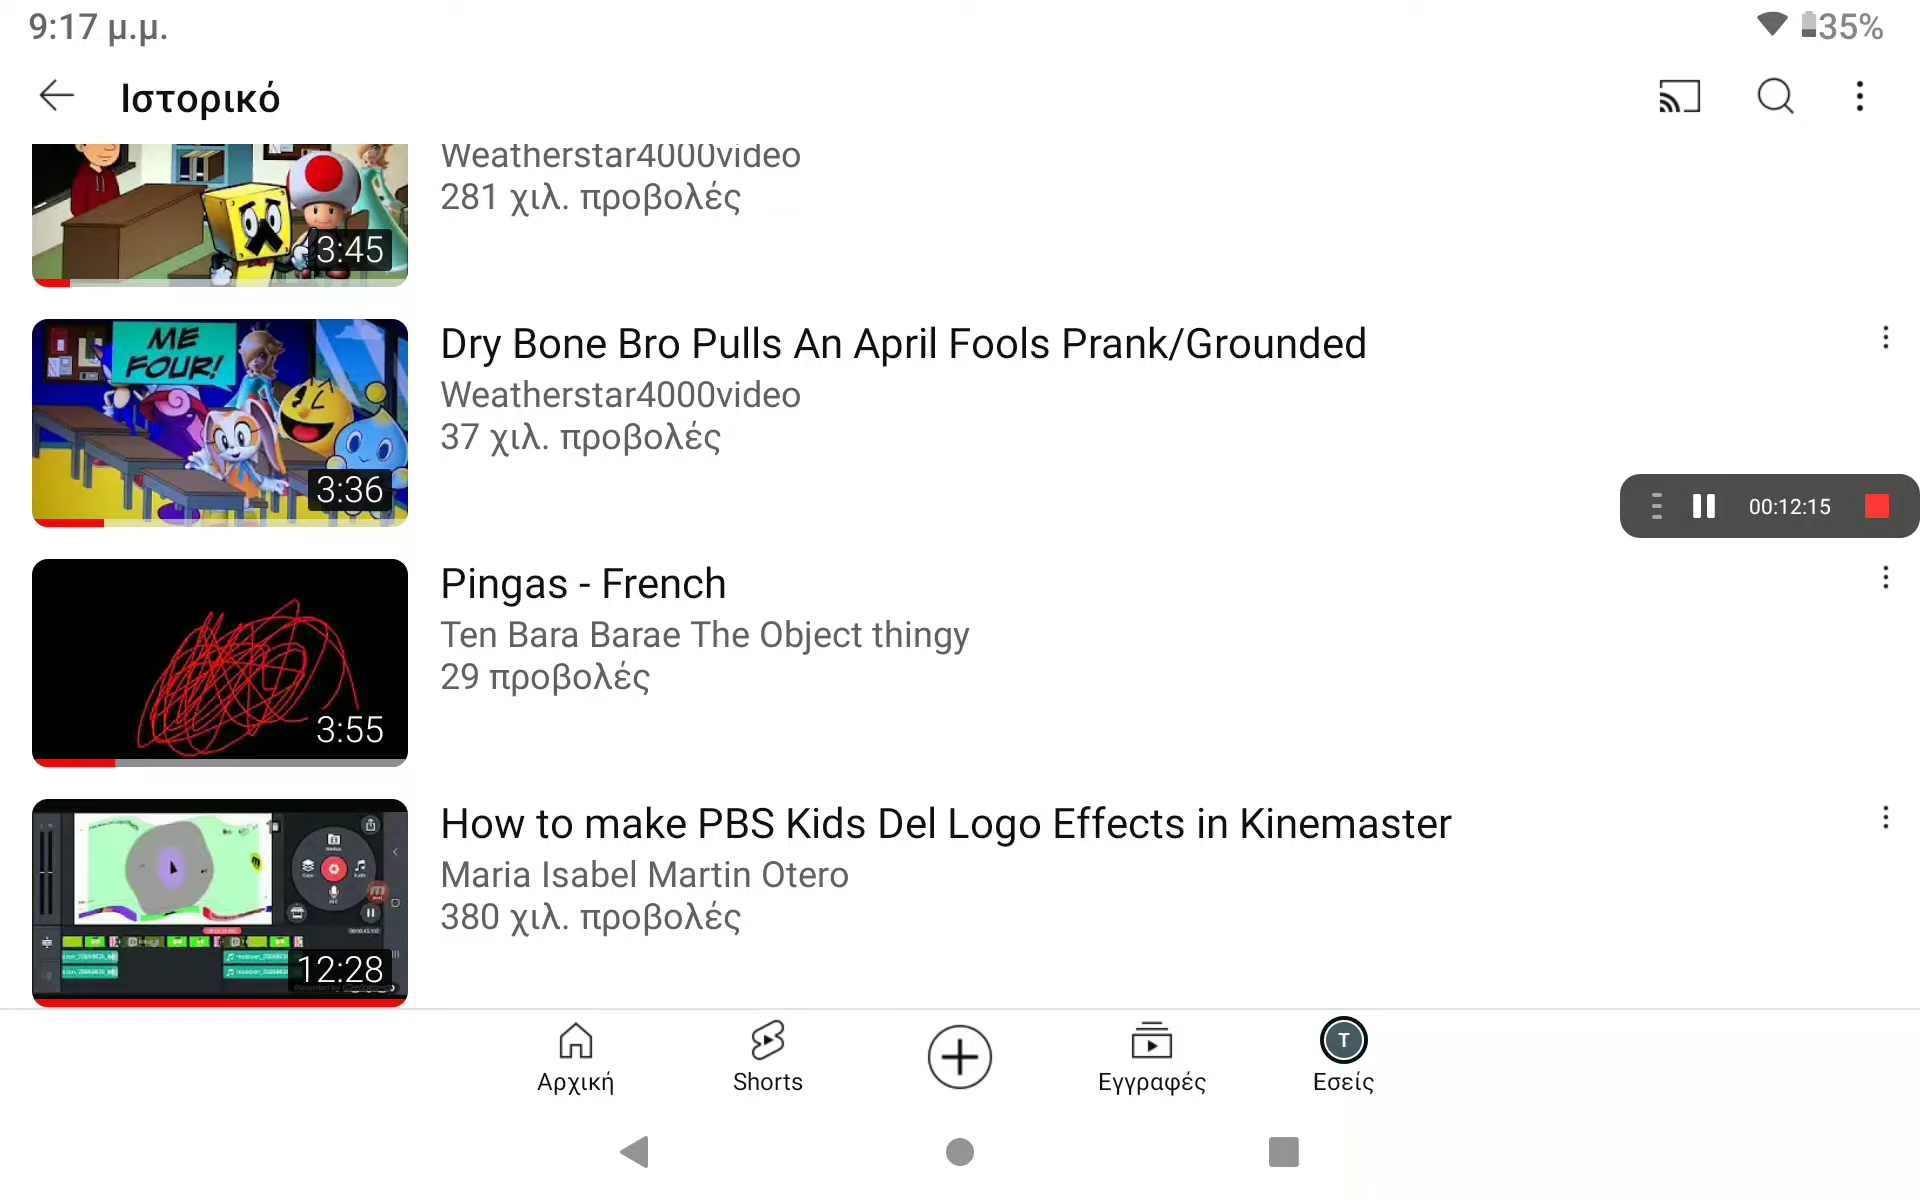 9:17 μ.μ.
35%
Ιστορικό
Weatherstar4000video
281 χιλ. προβολές
3:45
ME
FOUR!
3:36
Dry Bone Bro Pulls An April Fools Prank/Grounded
Weatherstar4000video
37 χιλ. προβολές
00:12:15
3:55
Pingas - French
Ten Bara Barae The Object thingy
29 προβολές
12:28
How to make PBS Kids Del Logo Effects in Kinemaster
Maria Isabel Martin Otero
380 χιλ. προβολές
Αρχική
Shorts
Εγγραφές
T
Εσείς